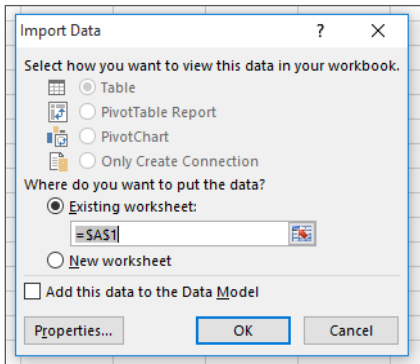 Import Data ?
Select how you want to view this data in your workbook.
Table
PivotTable Report
PivotChart
Only Create Connection
Where do you want to put the data?
Existing worksheet:
=$A$1
New worksheet
Add this data to the Data Model
Properties... OK Cancel